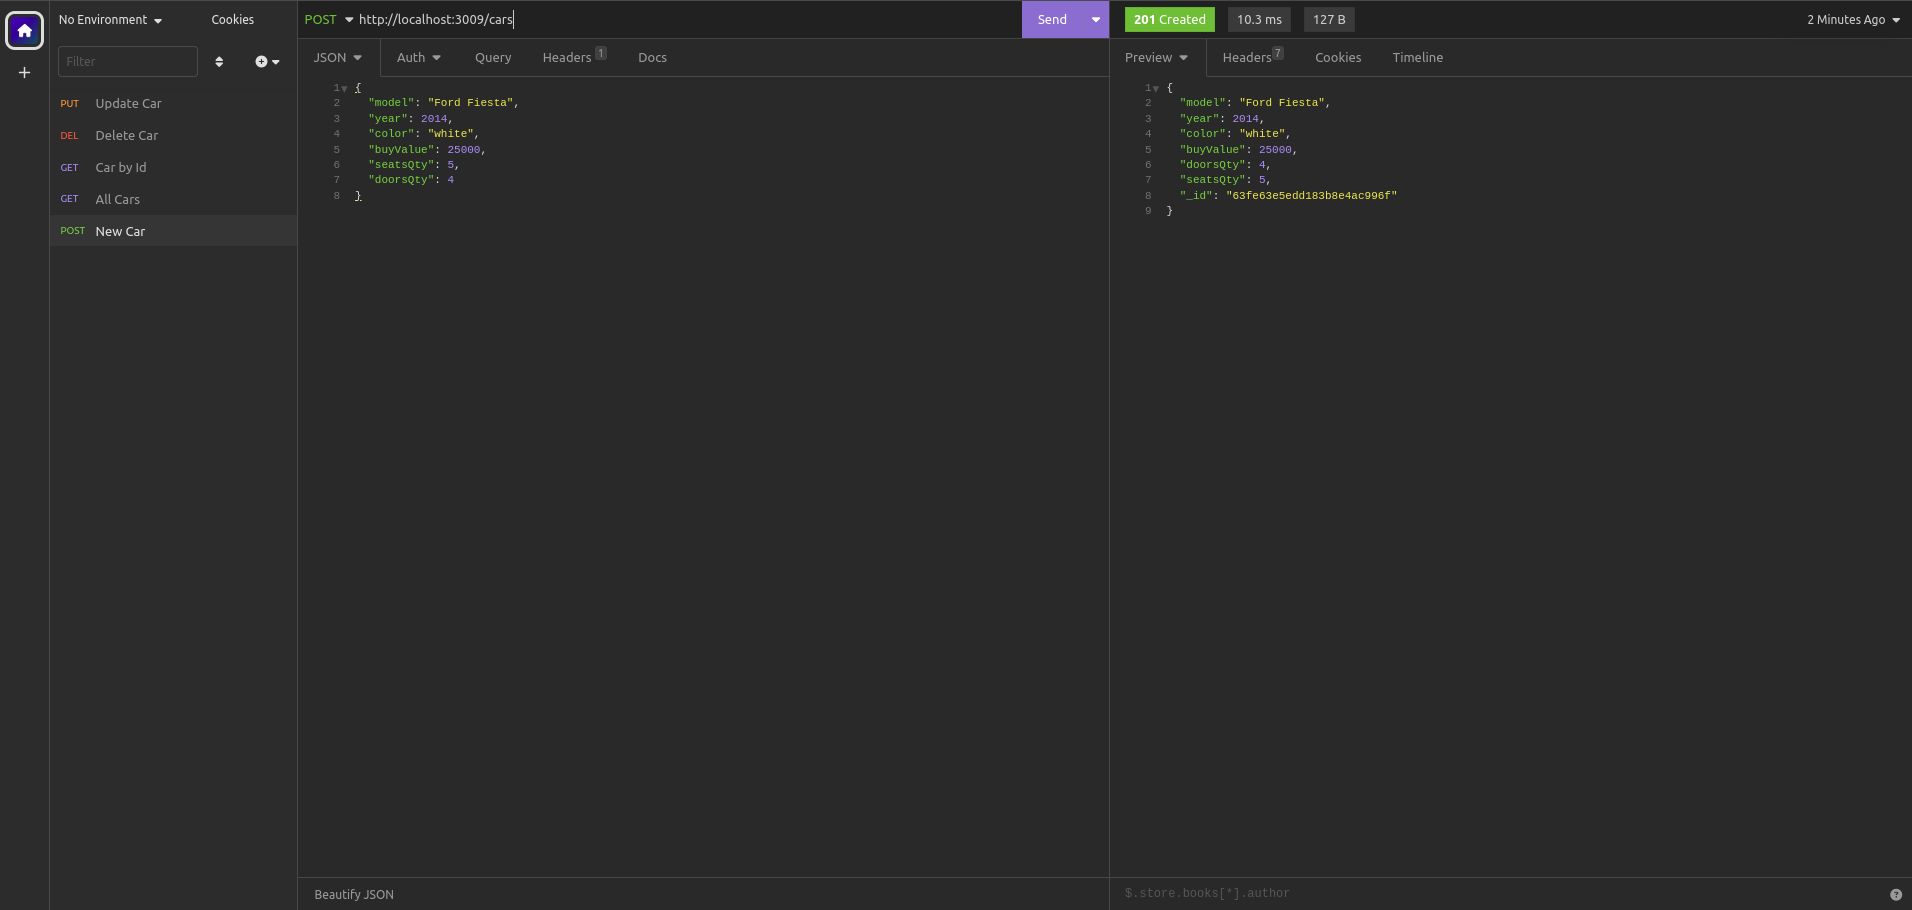 No Environment
Cookies
Filter
PUT Update Car
DEL Delete Car
GET Car by Id
GET All Cars
POST New Car
POST http://localhost:3009/cars
Send
JSON Auth Query Headers 1 Docs
1 {
2 "model": "Ford Fiesta",
3 "year": 2014,
4 "color": "white",
5 "buyValue": 25000,
6 "seatsQty": 5,
7 "doorsQty": 4
8 }
Beautify JSON
201 Created 10.3 ms 127 B 2 Minutes Ago
Preview Headers 7 Cookies Timeline
1 {
2 "model": "Ford Fiesta",
3 "year": 2014,
4 "color": "white",
5 "buyValue": 25000,
6 "doorsQty": 4,
7 "seatsQty": 5,
8 "_id": "63fe63e5edd183b8e4ac996f"
9 }
$.store.books[*].author
?